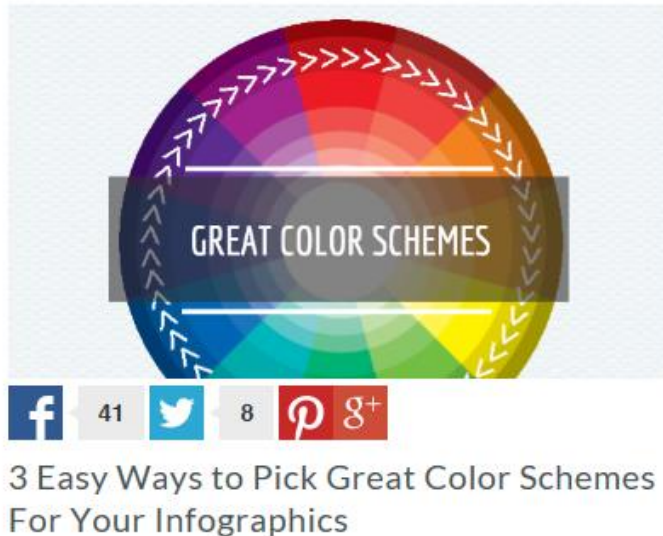 GREAT COLOR SCHEMES
f 41 8 g+
3 Easy Ways to Pick Great Color Schemes
For Your Infographics